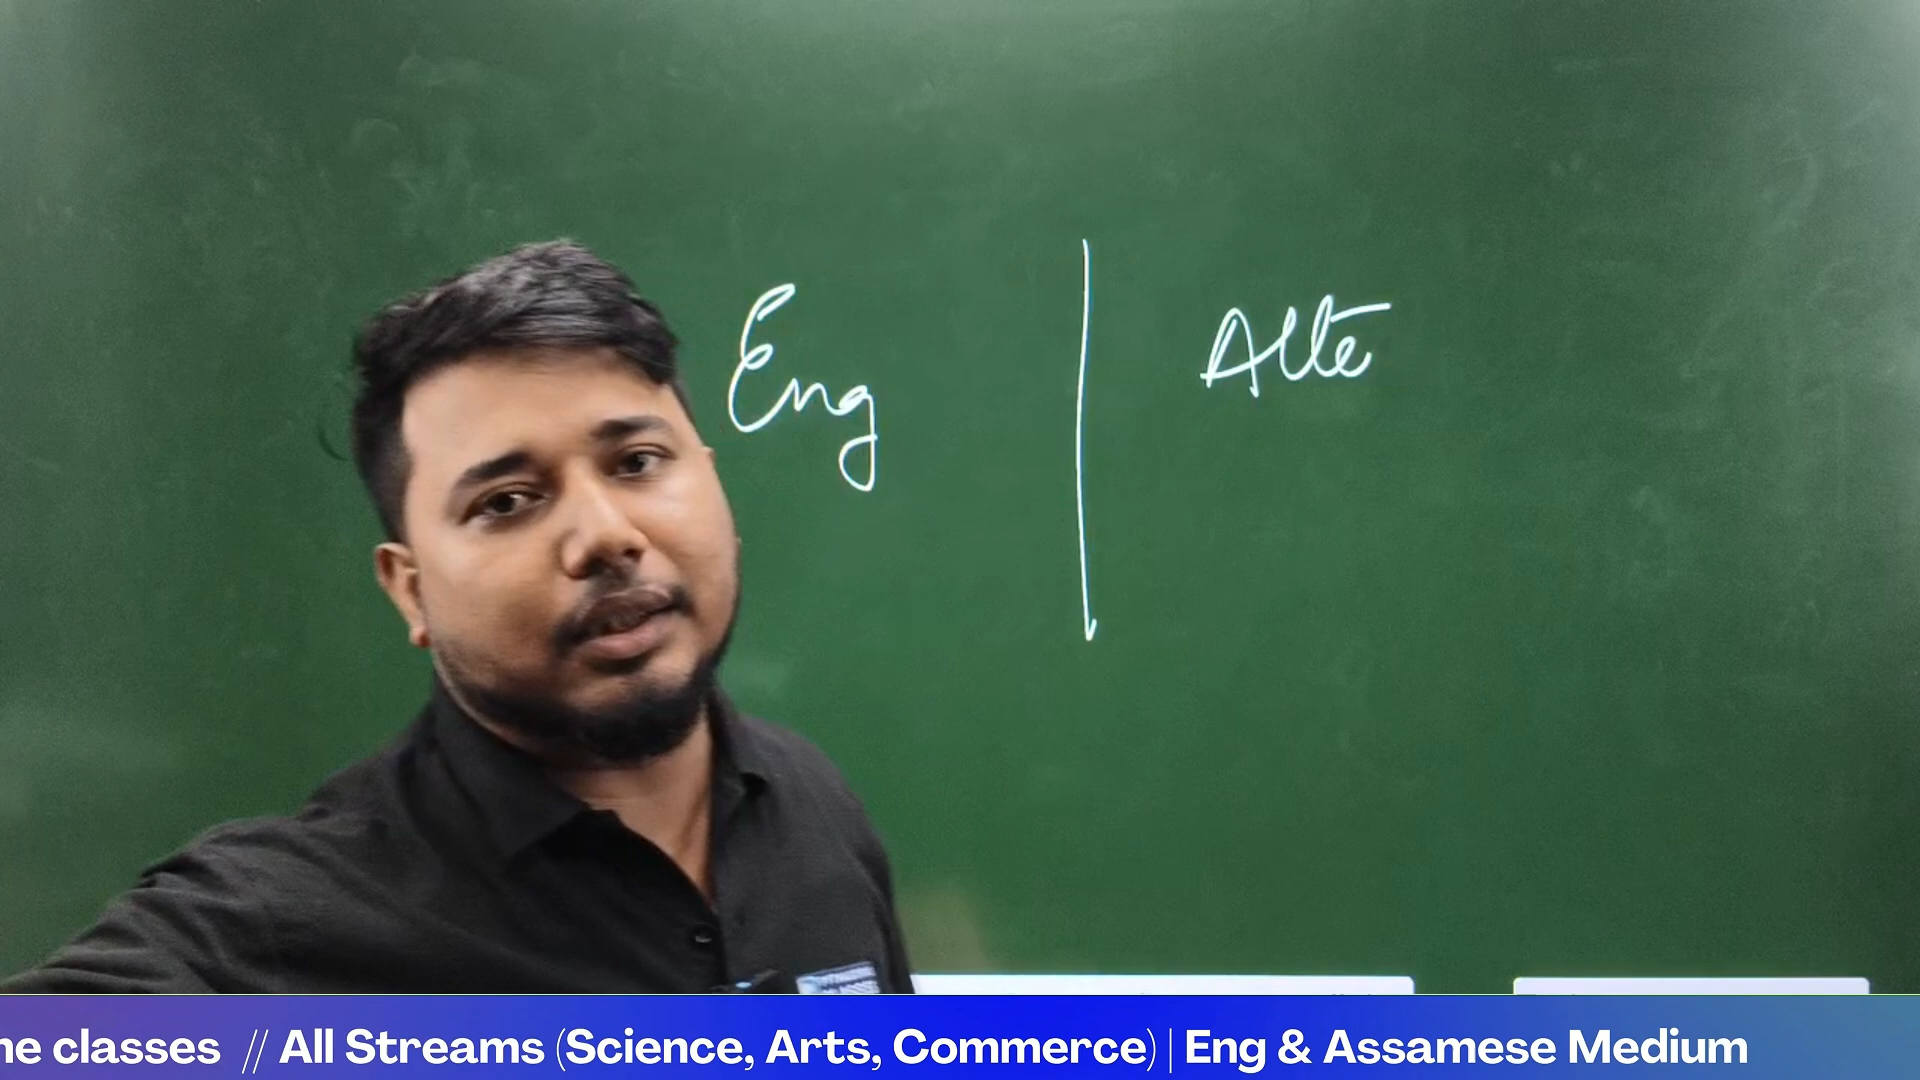 Eng
Alte
ne classes // All Streams (Science, Arts, Commerce) | Eng & Assamese Medium